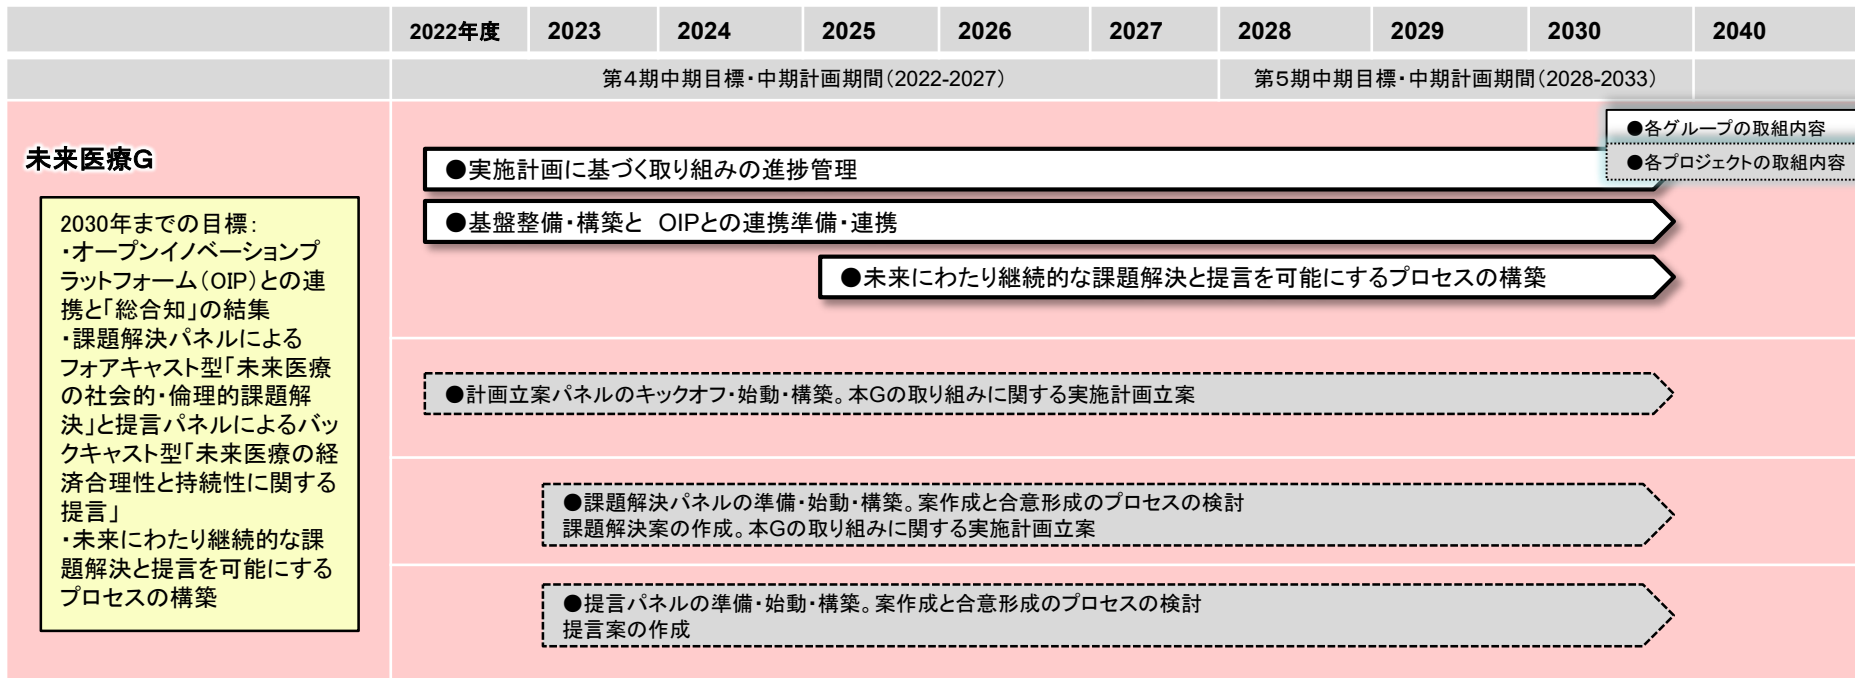 2022年度 2023 2024 2025 2026 2027 2028 2029 2030 2040
第4期中期目標・中期計画期間(2022-2027) 第5期中期目標・中期計画期間(2028-2033)
●各グループの取組内容
●各プロジェクトの取組内容
未来医療G
2030年までの目標:
・オープンイノベーションプ
ラットフォーム(OIP)との連
携と「総合知」の結集
・課題解決パネルによる
フォアキャスト型「未来医療
の社会的・倫理的課題解
決」と提言パネルによるバッ
クキャスト型「未来医療の経
済合理性と持続性に関する
提言」
・未来にわたり継続的な課
題解決と提言を可能にする
プロセスの構築
●実施計画に基づく取り組みの進捗管理
●基盤整備・構築と OIPとの連携準備・連携
●未来にわたり継続的な課題解決と提言を可能にするプロセスの構築
●計画立案パネルのキックオフ・始動・構築。本Gの取り組みに関する実施計画立案
●課題解決パネルの準備・始動・構築。案作成と合意形成のプロセスの検討
課題解決案の作成。本Gの取り組みに関する実施計画立案
●提言パネルの準備・始動・構築。案作成と合意形成のプロセスの検討
提言案の作成